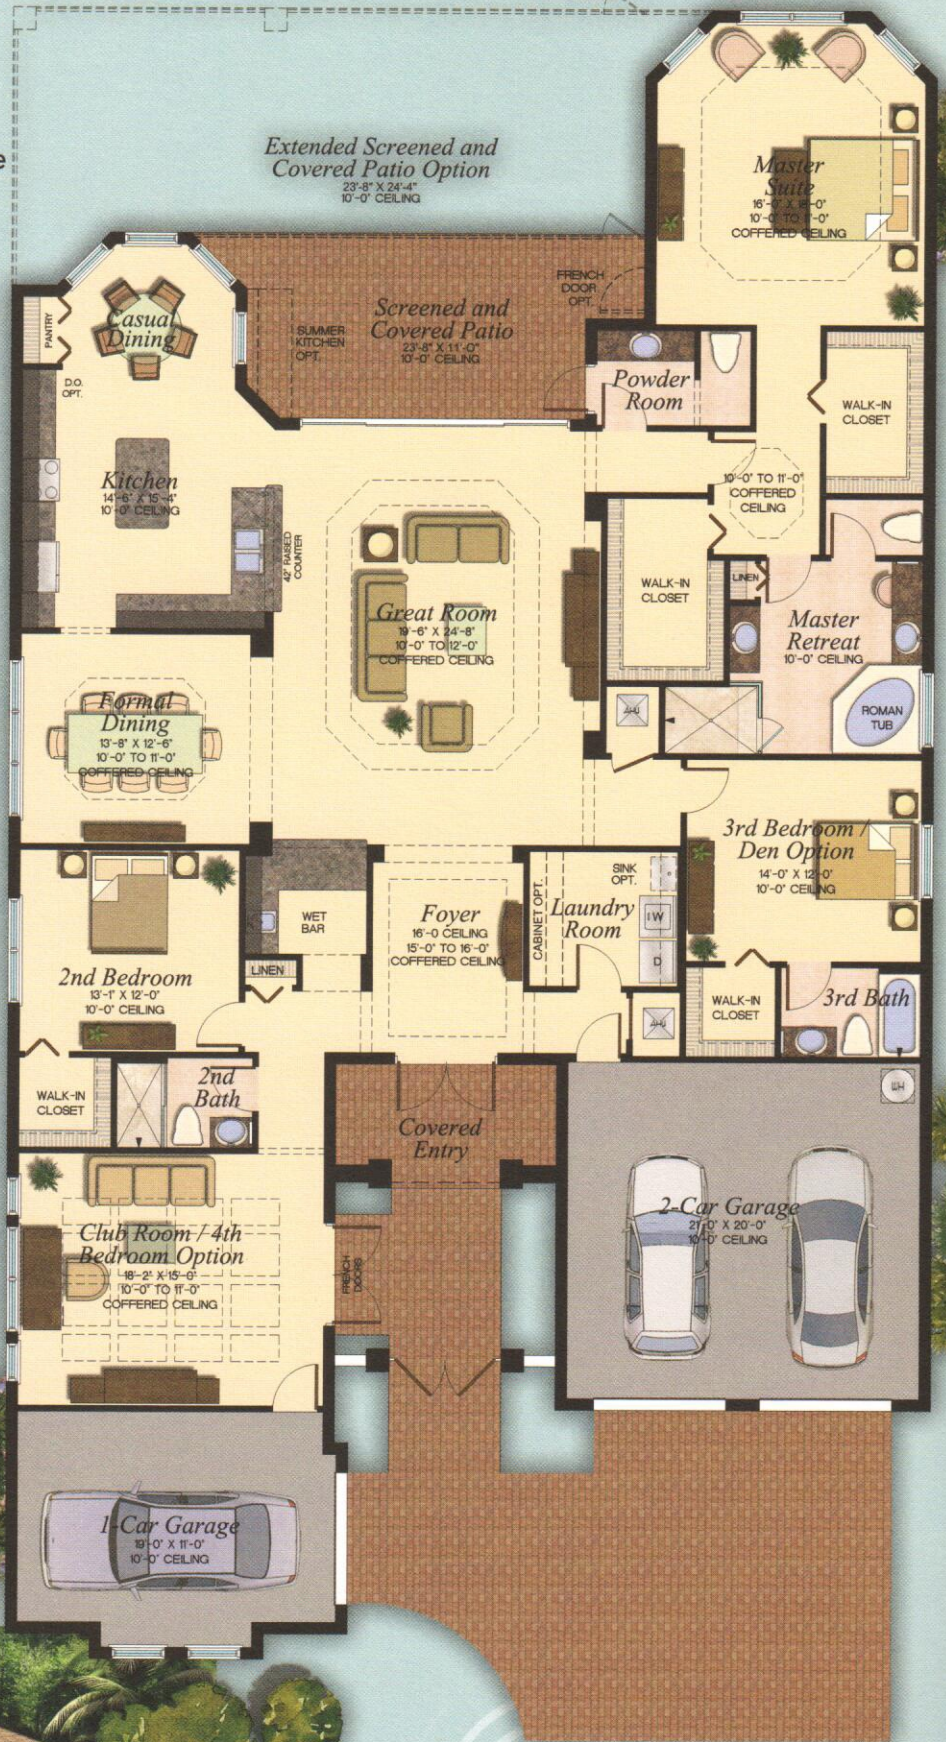 Extended Screened and
Covered Patio Option
23'-8" X 24'-4"
10'-0" CEILING
Master
Suite
16'-0" X 18'-0"
10'-0" TO 11'-0"
COFFERED CEILING
FRENCH
DOOR
OPT.
Screened and
Covered Patio
23'-8" X 11'-0"
10'-0" CEILING
SUMMER
KITCHEN
OPT.
PANTRY
Casual
Dining
D.O.
OPT.
Powder
Room
WALK-IN
CLOSET
Kitchen
14'-6" X 15'-4"
10'-0" CEILING
42" RAISED
COUNTER
10'-0" TO 11'-0"
COFFERED
CEILING
WALK-IN
CLOSET
LINEN
Great Room
19'-6" X 24'-8"
10'-0" TO 12'-0"
COFFERED CEILING
Master
Retreat
10'-0" CEILING
ROMAN
TUB
AHU
Formal
Dining
13'-8" X 12'-6"
10'-0" TO 11'-0"
COFFERED CEILING
3rd Bedroom /
Den Option
14'-0" X 12'-0"
10'-0" CEILING
2nd Bedroom
13'-1" X 12'-0"
10'-0" CEILING
WET
BAR
LINEN
Foyer
16'-0 CEILING
15'-0" TO 16'-0"
COFFERED CEILING
CABINET OPT.
SINK
OPT.
Laundry
Room
W
D
AHU
WALK-IN
CLOSET
3rd Bath
WALK-IN
CLOSET
2nd
Bath
Covered
Entry
WH
2-Car Garage
21'-0" X 20'-0"
10'-0" CEILING
Club Room / 4th
Bedroom Option
18'-2" X 15'-0"
10'-0" TO 11'-0"
COFFERED CEILING
FRENCH
DOORS
1-Car Garage
19'-0" X 11'-0"
10'-0" CEILING